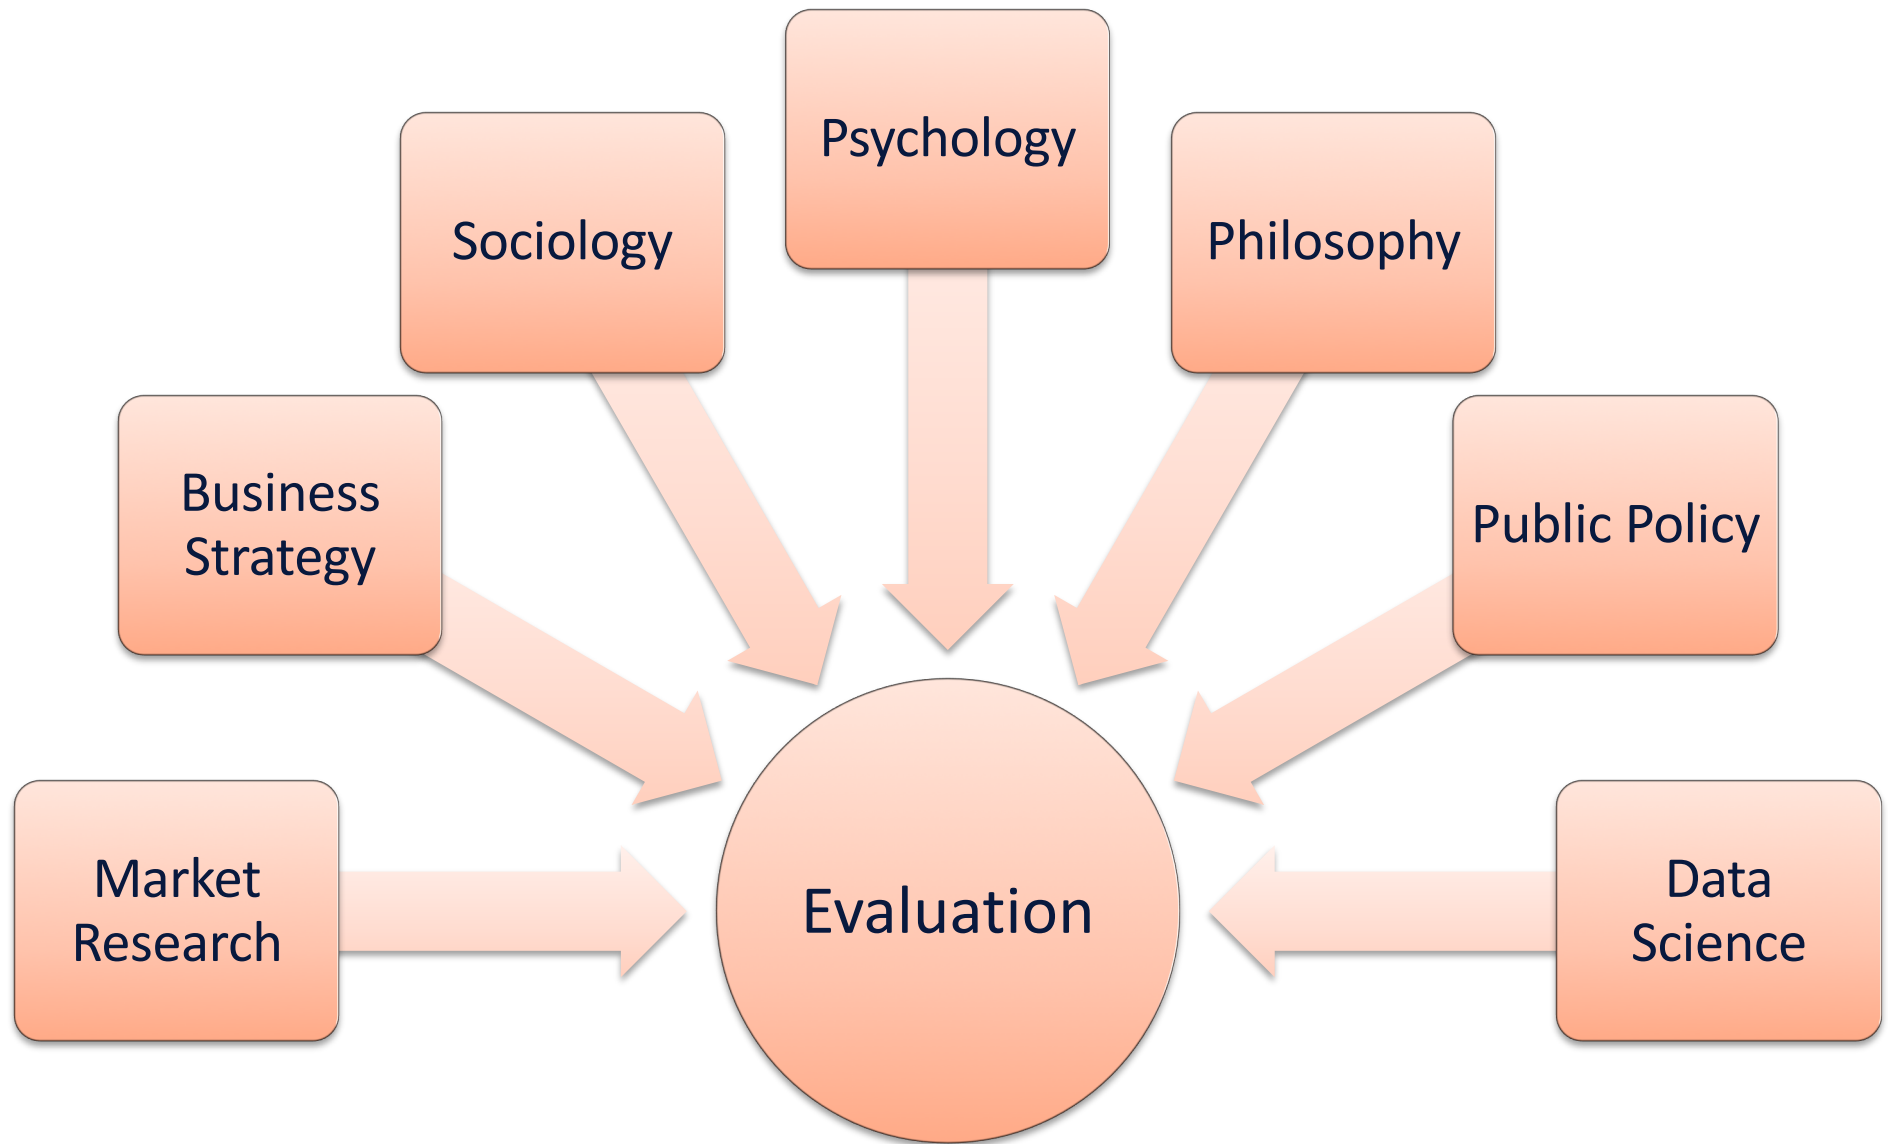 Psychology
Sociology
Philosophy
Business
Strategy
Public Policy
Market
Research
Evaluation
Data
Science